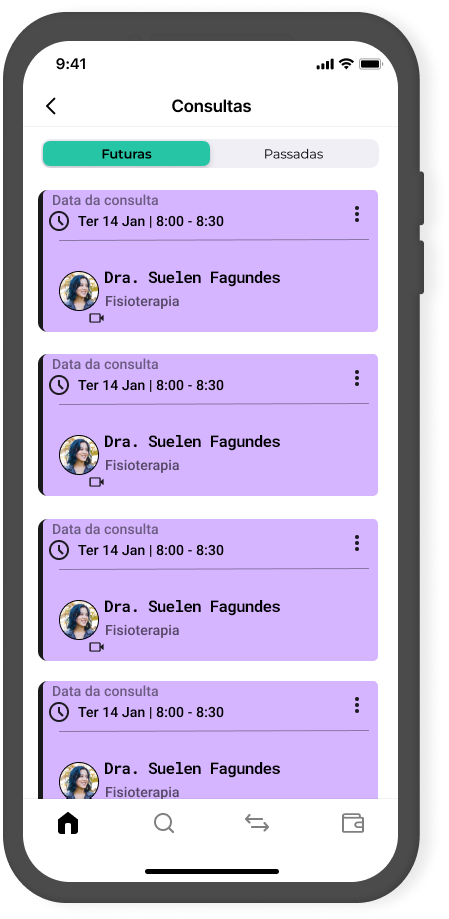 9:41
Consultas
Futuras
Passadas
Data da consulta
Ter 14 Jan | 8:00 - 8:30
Dra. Suelen Fagundes
Fisioterapia
Data da consulta
Ter 14 Jan | 8:00 - 8:30
Dra. Suelen Fagundes
Fisioterapia
Data da consulta
Ter 14 Jan | 8:00 - 8:30
Dra. Suelen Fagundes
Fisioterapia
Data da consulta
Ter 14 Jan | 8:00 - 8:30
Dra. Suelen Fagundes
Fisioterapia